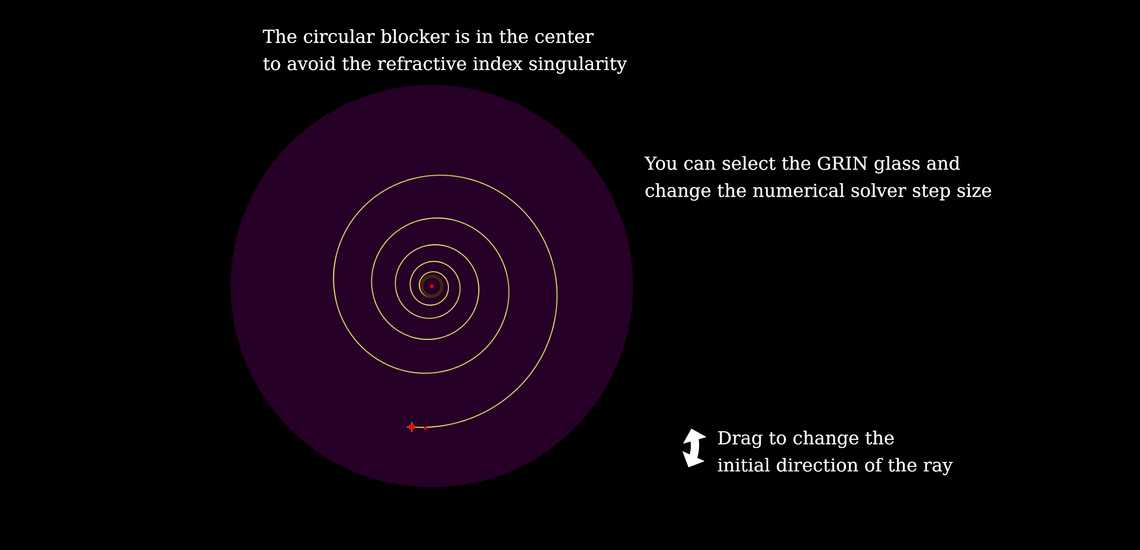 The circular blocker is in the center
to avoid the refractive index singularity
You can select the GRIN glass and
change the numerical solver step size
Drag to change the
initial direction of the ray